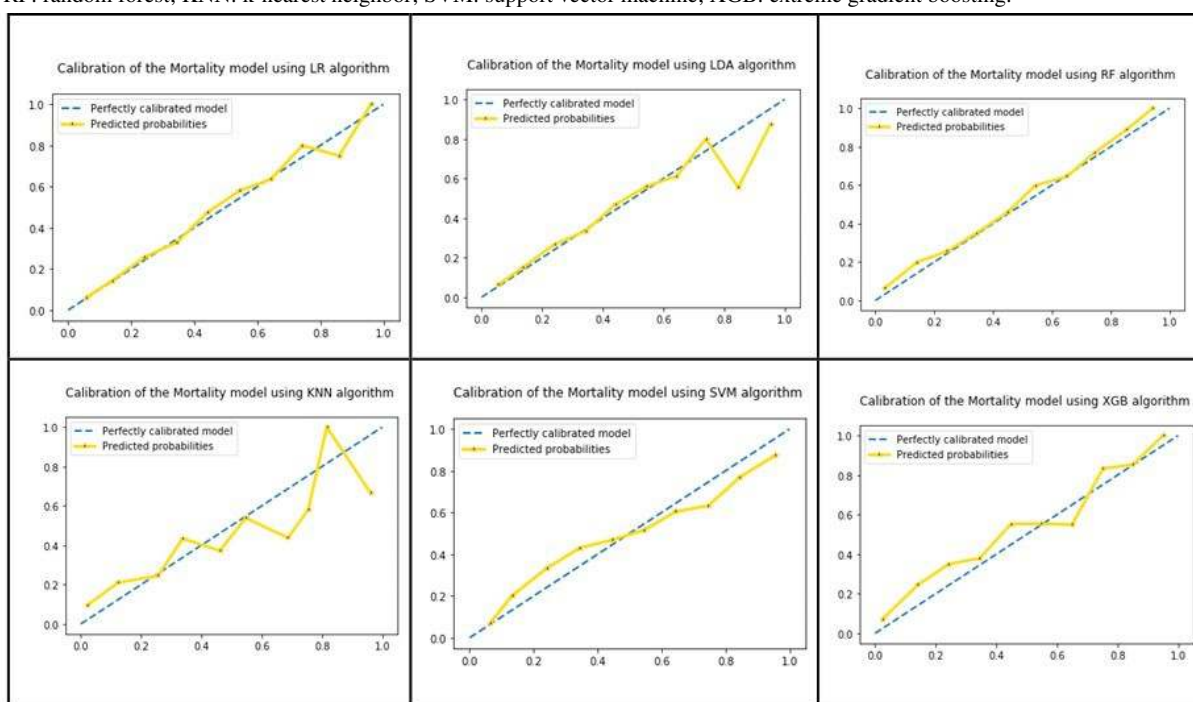 RF: random forest; KNN: k-nearest neighbor; SVM: support vector machine; XGB: extreme gradient boosting.
Calibration of the Mortality model using LR algorithm
Perfectly calibrated model
Predicted probabilities
1.0
0.8
0.6
0.4
0.2
0.0
0.0 0.2 0.4 0.6 0.8 1.0
Calibration of the Mortality model using LDA algorithm
Perfectly calibrated model
Predicted probabilities
1.0
0.8
0.6
0.4
0.2
0.0
0.0 0.2 0.4 0.6 0.8 1.0
Calibration of the Mortality model using RF algorithm
Perfectly calibrated model
Predicted probabilities
1.0
0.8
0.6
0.4
0.2
0.0
0.0 0.2 0.4 0.6 0.8 1.0
Calibration of the Mortality model using KNN algorithm
Perfectly calibrated model
Predicted probabilities
1.0
0.8
0.6
0.4
0.2
0.0
0.0 0.2 0.4 0.6 0.8 1.0
Calibration of the Mortality model using SVM algorithm
Perfectly calibrated model
Predicted probabilities
1.0
0.8
0.6
0.4
0.2
0.0
0.0 0.2 0.4 0.6 0.8 1.0
Calibration of the Mortality model using XGB algorithm
Perfectly calibrated model
Predicted probabilities
1.0
0.8
0.6
0.4
0.2
0.0
0.0 0.2 0.4 0.6 0.8 1.0